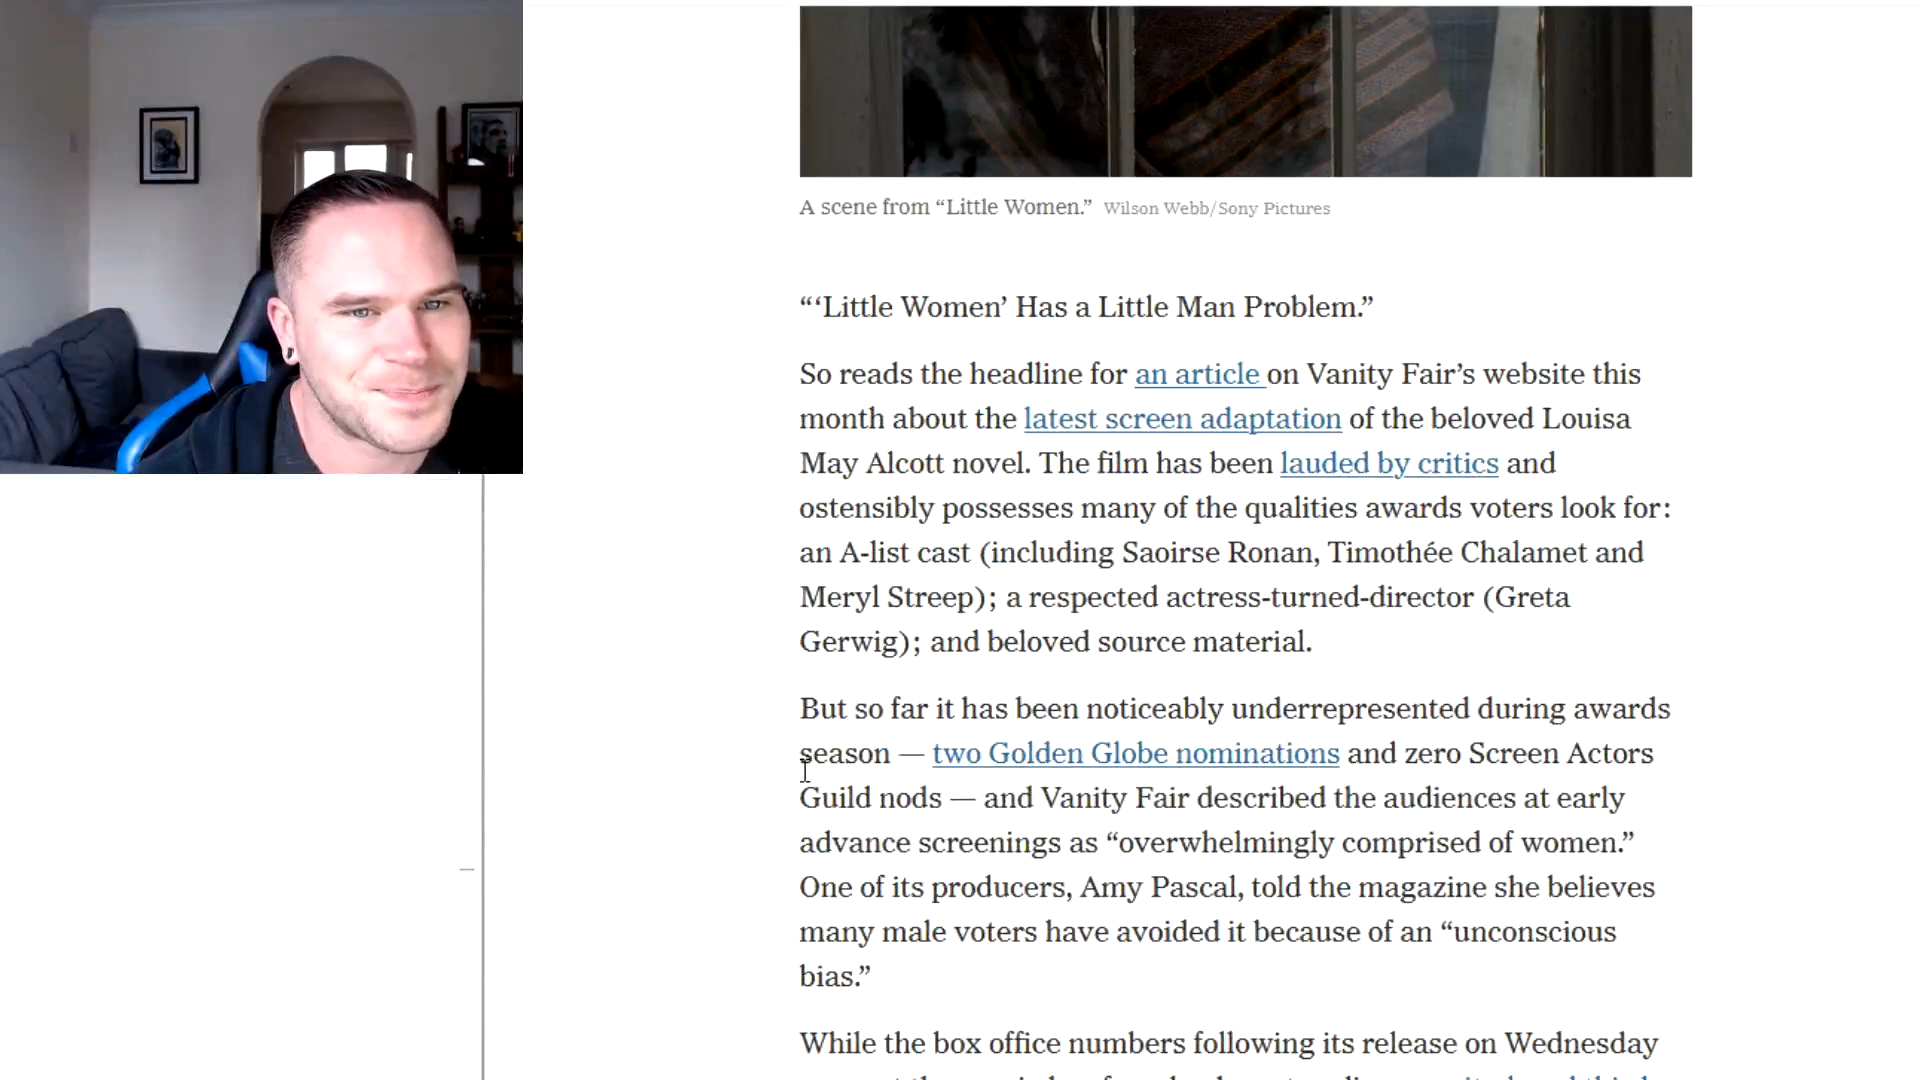 A scene from “Little Women.” Wilson Webb/Sony Pictures
“‘Little Women’ Has a Little Man Problem.”
So reads the headline for an article on Vanity Fair’s website this
month about the latest screen adaptation of the beloved Louisa
May Alcott novel. The film has been lauded by critics and
ostensibly possesses many of the qualities awards voters look for:
an A-list cast (including Saoirse Ronan, Timothée Chalamet and
Meryl Streep); a respected actress-turned-director (Greta
Gerwig); and beloved source material.
But so far it has been noticeably underrepresented during awards
season — two Golden Globe nominations and zero Screen Actors
Guild nods — and Vanity Fair described the audiences at early
advance screenings as “overwhelmingly comprised of women.”
One of its producers, Amy Pascal, told the magazine she believes
many male voters have avoided it because of an “unconscious
bias.”
While the box office numbers following its release on Wednesday